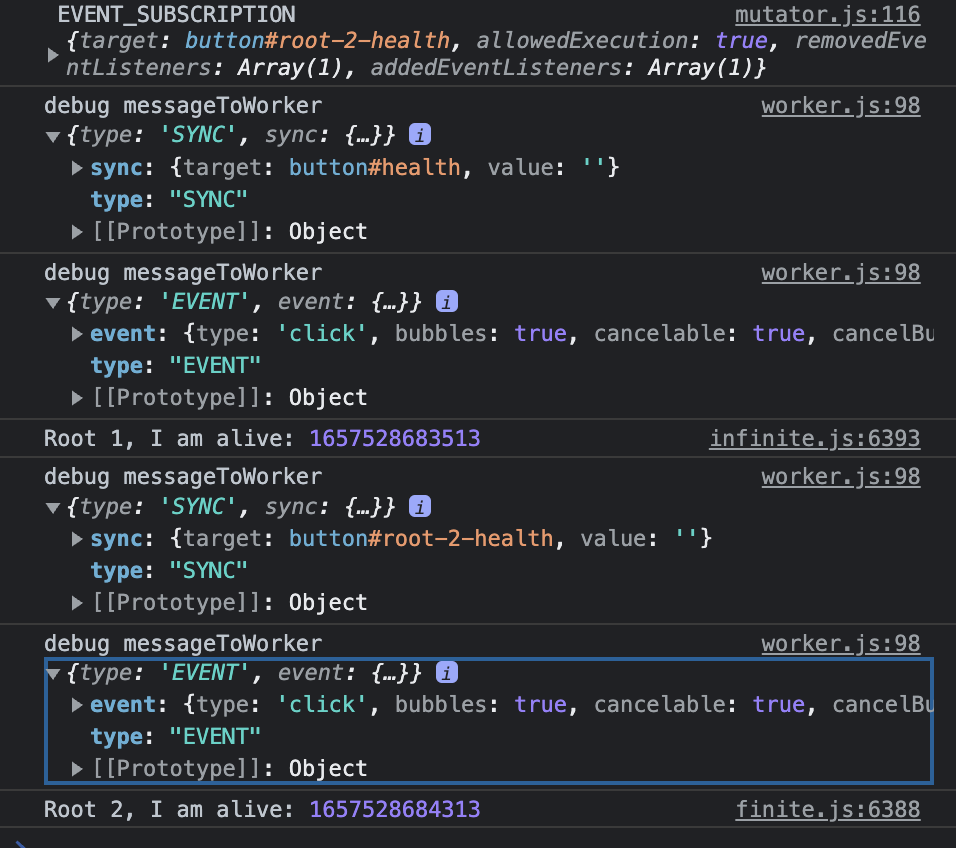 EVENT_SUBSCRIPTION mutator.js:116
{target: button#root-2-health, allowedExecution: true, removedEve
ntListeners: Array(1), addedEventListeners: Array(1)}
debug messageToWorker worker.js:98
{type: 'SYNC', sync: {…}} i
sync: {target: button#health, value: ''}
type: "SYNC"
[[Prototype]]: Object
debug messageToWorker worker.js:98
{type: 'EVENT', event: {…}} i
event: {type: 'click', bubbles: true, cancelable: true, cancelBu
type: "EVENT"
[[Prototype]]: Object
Root 1, I am alive: 1657528683513 infinite.js:6393
debug messageToWorker worker.js:98
{type: 'SYNC', sync: {…}} i
sync: {target: button#root-2-health, value: ''}
type: "SYNC"
[[Prototype]]: Object
debug messageToWorker worker.js:98
{type: 'EVENT', event: {…}} i
event: {type: 'click', bubbles: true, cancelable: true, cancelBu
type: "EVENT"
[[Prototype]]: Object
Root 2, I am alive: 1657528684313 finite.js:6388